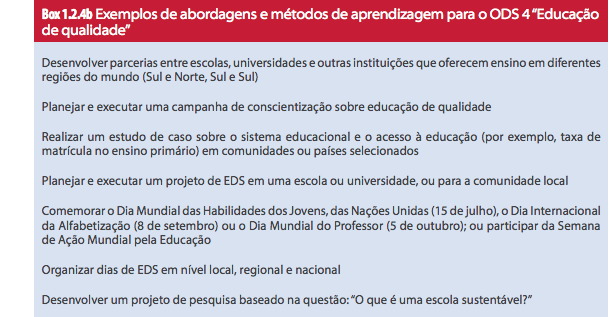 Box 1.2.4b Exemplos de abordagens e métodos de aprendizagem para o ODS 4 “Educação
de qualidade”
Desenvolver parcerias entre escolas, universidades e outras instituições que oferecem ensino em diferentes
regiões do mundo (Sul e Norte, Sul e Sul)
Planejar e executar uma campanha de conscientização sobre educação de qualidade
Realizar um estudo de caso sobre o sistema educacional e o acesso à educação (por exemplo, taxa de
matrícula no ensino primário) em comunidades ou países selecionados
Planejar e executar um projeto de EDS em uma escola ou universidade, ou para a comunidade local
Comemorar o Dia Mundial das Habilidades dos Jovens, das Nações Unidas (15 de julho), o Dia Internacional
da Alfabetização (8 de setembro) ou o Dia Mundial do Professor (5 de outubro); ou participar da Semana
de Ação Mundial pela Educação
Organizar dias de EDS em nível local, regional e nacional
Desenvolver um projeto de pesquisa baseado na questão: “O que é uma escola sustentável?”